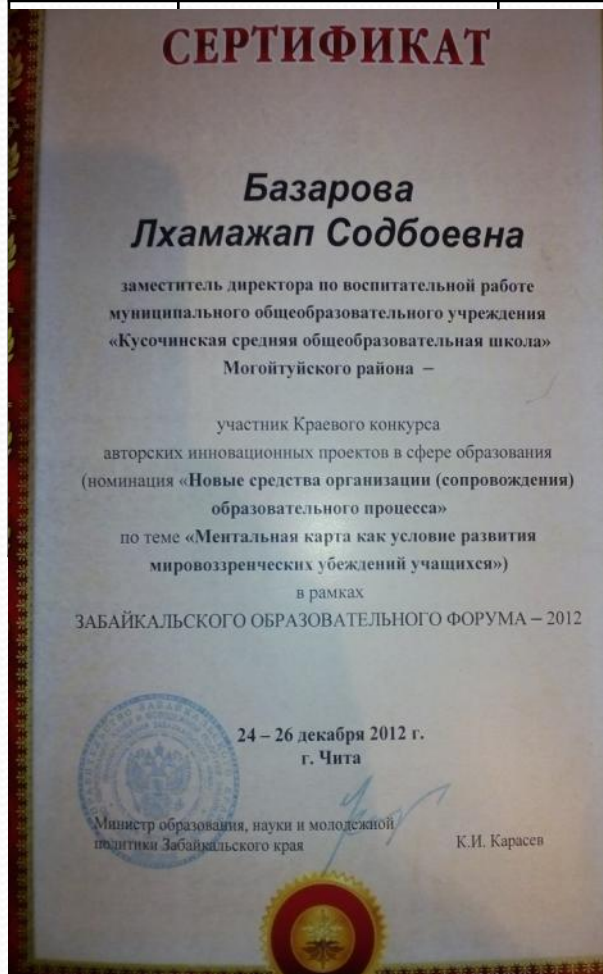 СЕРТИФИКАТ
Базарова
Лхамажап Содбоевна
заместитель директора по воспитательной работе
муниципального общеобразовательного учреждения
«Кусочинская средняя общеобразовательная школа»
Могойтуйского района –
участник Краевого конкурса
авторских инновационных проектов в сфере образования
(номинация «Новые средства организации (сопровождения)
образовательного процесса»
по теме «Ментальная карта как условие развития
мировоззренческих убеждений учащихся»)
в рамках
ЗАБАЙКАЛЬСКОГО ОБРАЗОВАТЕЛЬНОГО ФОРУМА – 2012
24 – 26 декабря 2012 г.
г. Чита
Министр образования, науки и молодежной
политики Забайкальского края
К.И. Карасев